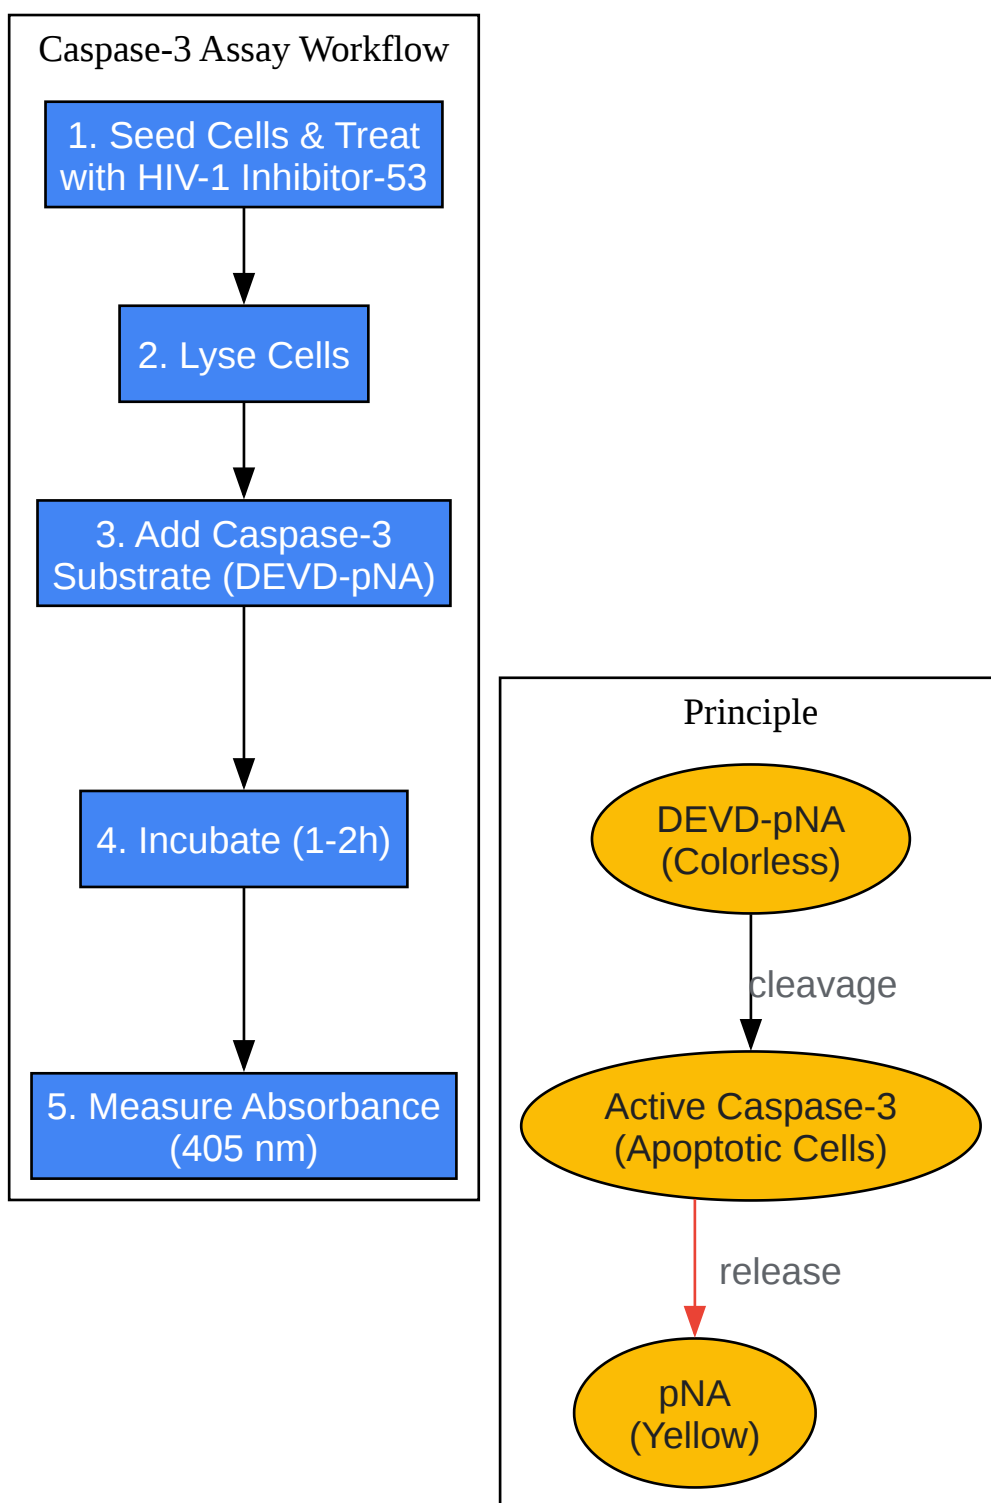 Caspase-3 Assay Workflow
1. Seed Cells & Treat
with HIV-1 Inhibitor-53
2. Lyse Cells
3. Add Caspase-3
Substrate (DEVD-pNA)
4. Incubate (1-2h)
5. Measure Absorbance
(405 nm)
Principle
DEVD-pNA
(Colorless)
cleavage
Active Caspase-3
(Apoptotic Cells)
release
pNA
(Yellow)